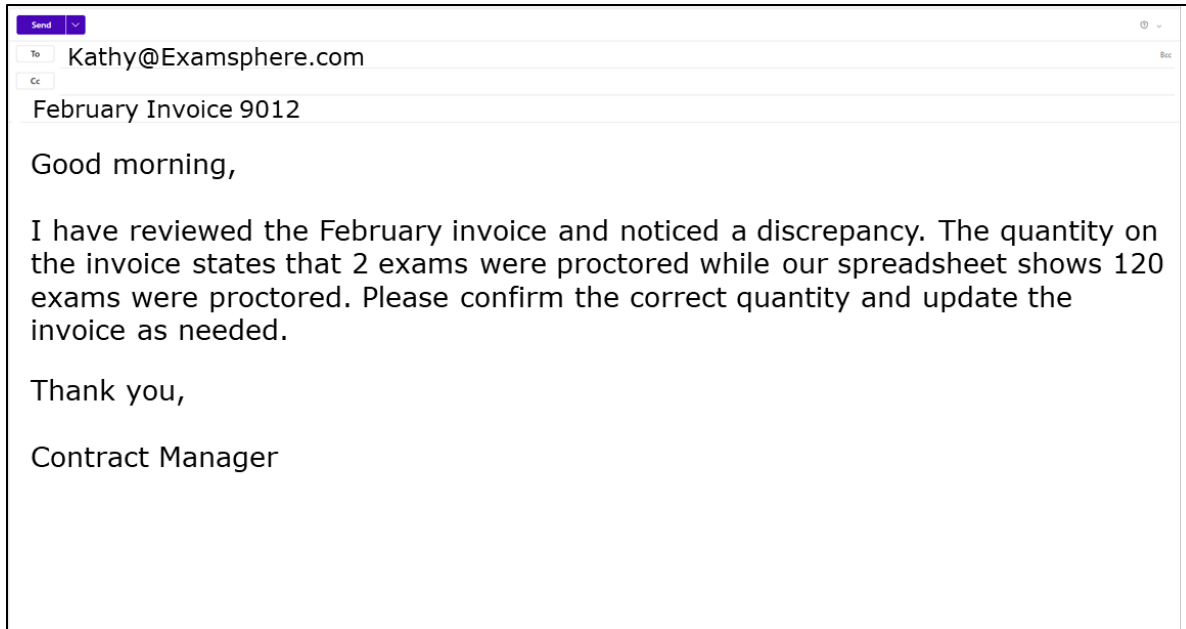 Send
To Kathy@Examsphere.com Bcc
Cc
February Invoice 9012
Good morning,
I have reviewed the February invoice and noticed a discrepancy. The quantity on
the invoice states that 2 exams were proctored while our spreadsheet shows 120
exams were proctored. Please confirm the correct quantity and update the
invoice as needed.
Thank you,
Contract Manager